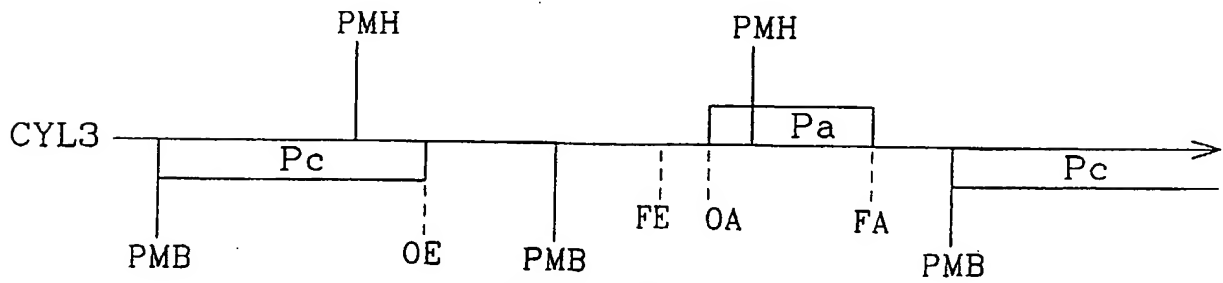 PMH PMH
CYL3 Pa
Pc Pc
FE OA FA
PMB OE PMB PMB